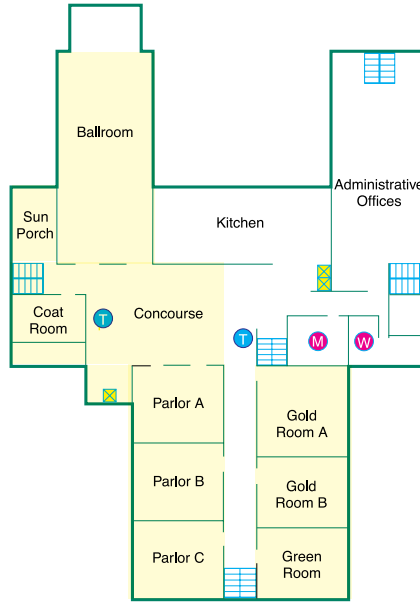 Ballroom
Administrative
Offices
Sun
Porch
Kitchen
Coat
Room
T
Concourse
T
M
W
Parlor A
Gold
Room A
Parlor B
Gold
Room B
Parlor C
Green
Room